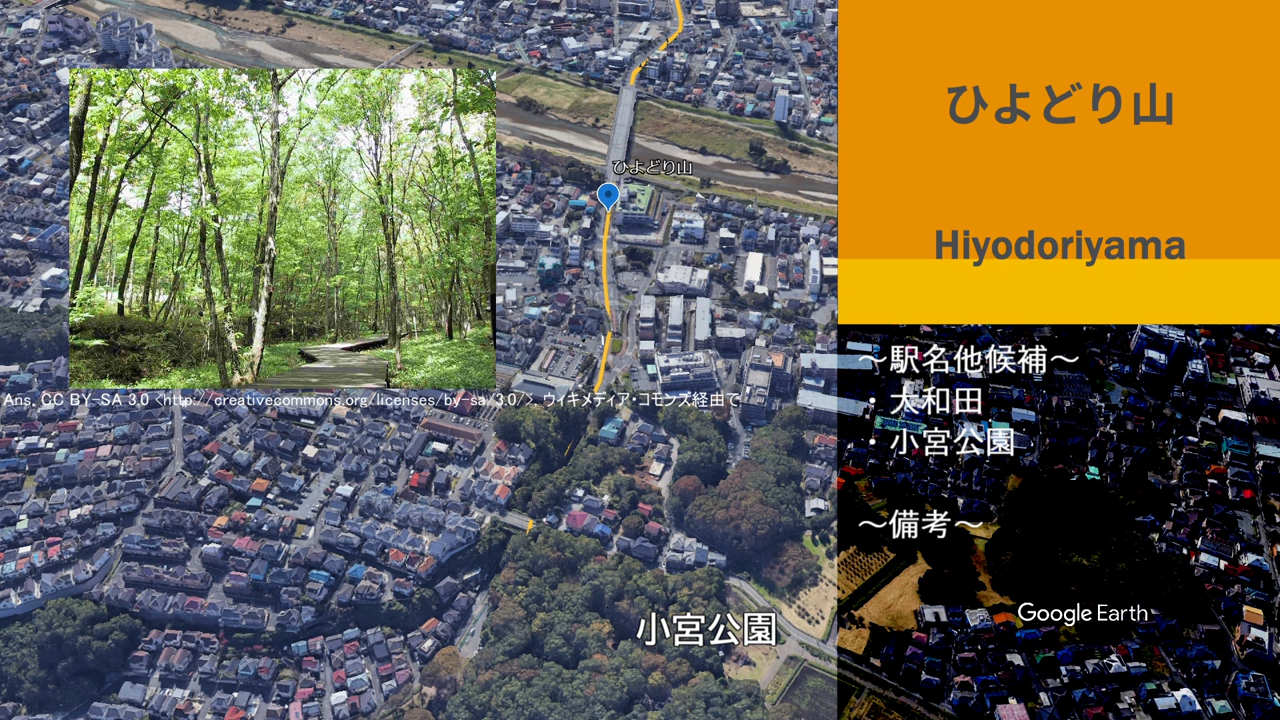 ひよどり山
Hiyodoriyama
ひよどり山
Ans, CC BY-SA 3.0 <http://creativecommons.org/licenses/by-sa/3.0/>, ウィキメディア・コモンズ経由で
～駅名他候補～
・大和田
・小宮公園
～備考～
小宮公園
Google Earth